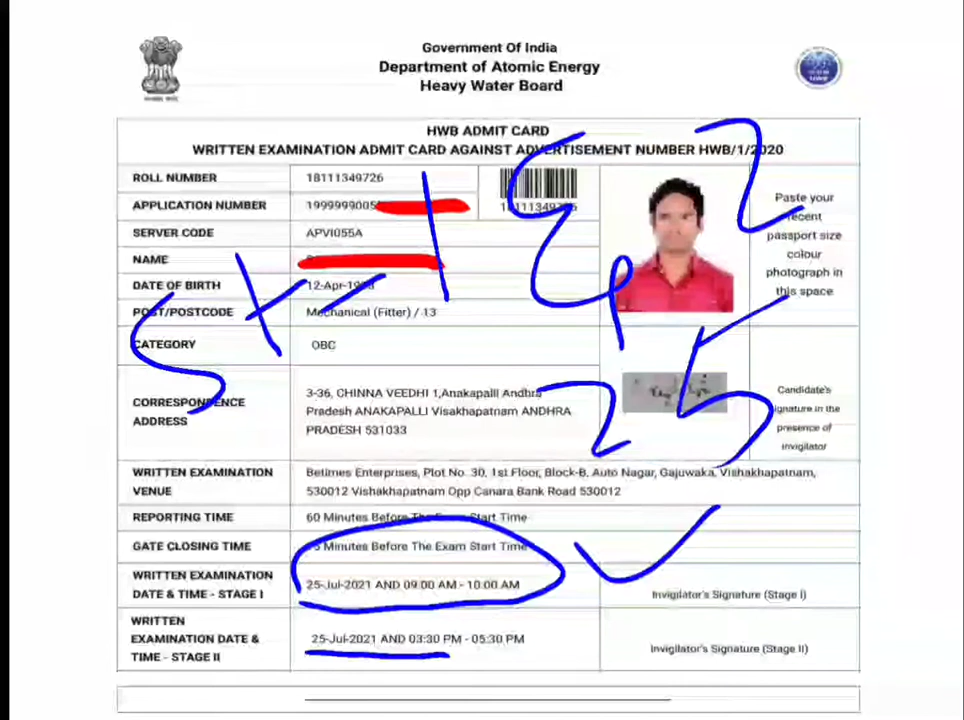 Government Of India
Department of Atomic Energy
Heavy Water Board
HWB ADMIT CARD
WRITTEN EXAMINATION ADMIT CARD AGAINST ADVERTISEMENT NUMBER HWB/1/2020
ROLL NUMBER 18111349726
APPLICATION NUMBER 1999999005
SERVER CODE APVI055A
NAME
DATE OF BIRTH 12-Apr-19
POST/POSTCODE Mechanical (Fitter) / 13
CATEGORY OBC
CORRESPONDENCE ADDRESS
3-36, CHINNA VEEDHI 1,Anakapalli Andhra
Pradesh ANAKAPALLI Visakhapatnam ANDHRA
PRADESH 531033
Paste your
recent
passport size
colour
photograph in
this space
Candidate's
signature in the
presence of
invigilator
WRITTEN EXAMINATION
VENUE
Betimes Enterprises, Plot No. 30, 1st Floor, Block-B, Auto Nagar, Gajuwaka, Vishakhapatnam,
530012 Vishakhapatnam Opp Canara Bank Road 530012
REPORTING TIME 60 Minutes Before The Exam Start Time
GATE CLOSING TIME Minutes Before The Exam Start Time
WRITTEN EXAMINATION
DATE & TIME - STAGE I
25-Jul-2021 AND 09:00 AM - 10:00 AM
Invigilator's Signature (Stage I)
WRITTEN
EXAMINATION DATE &
TIME - STAGE II
25-Jul-2021 AND 03:30 PM - 05:30 PM
Invigilator's Signature (Stage II)
25